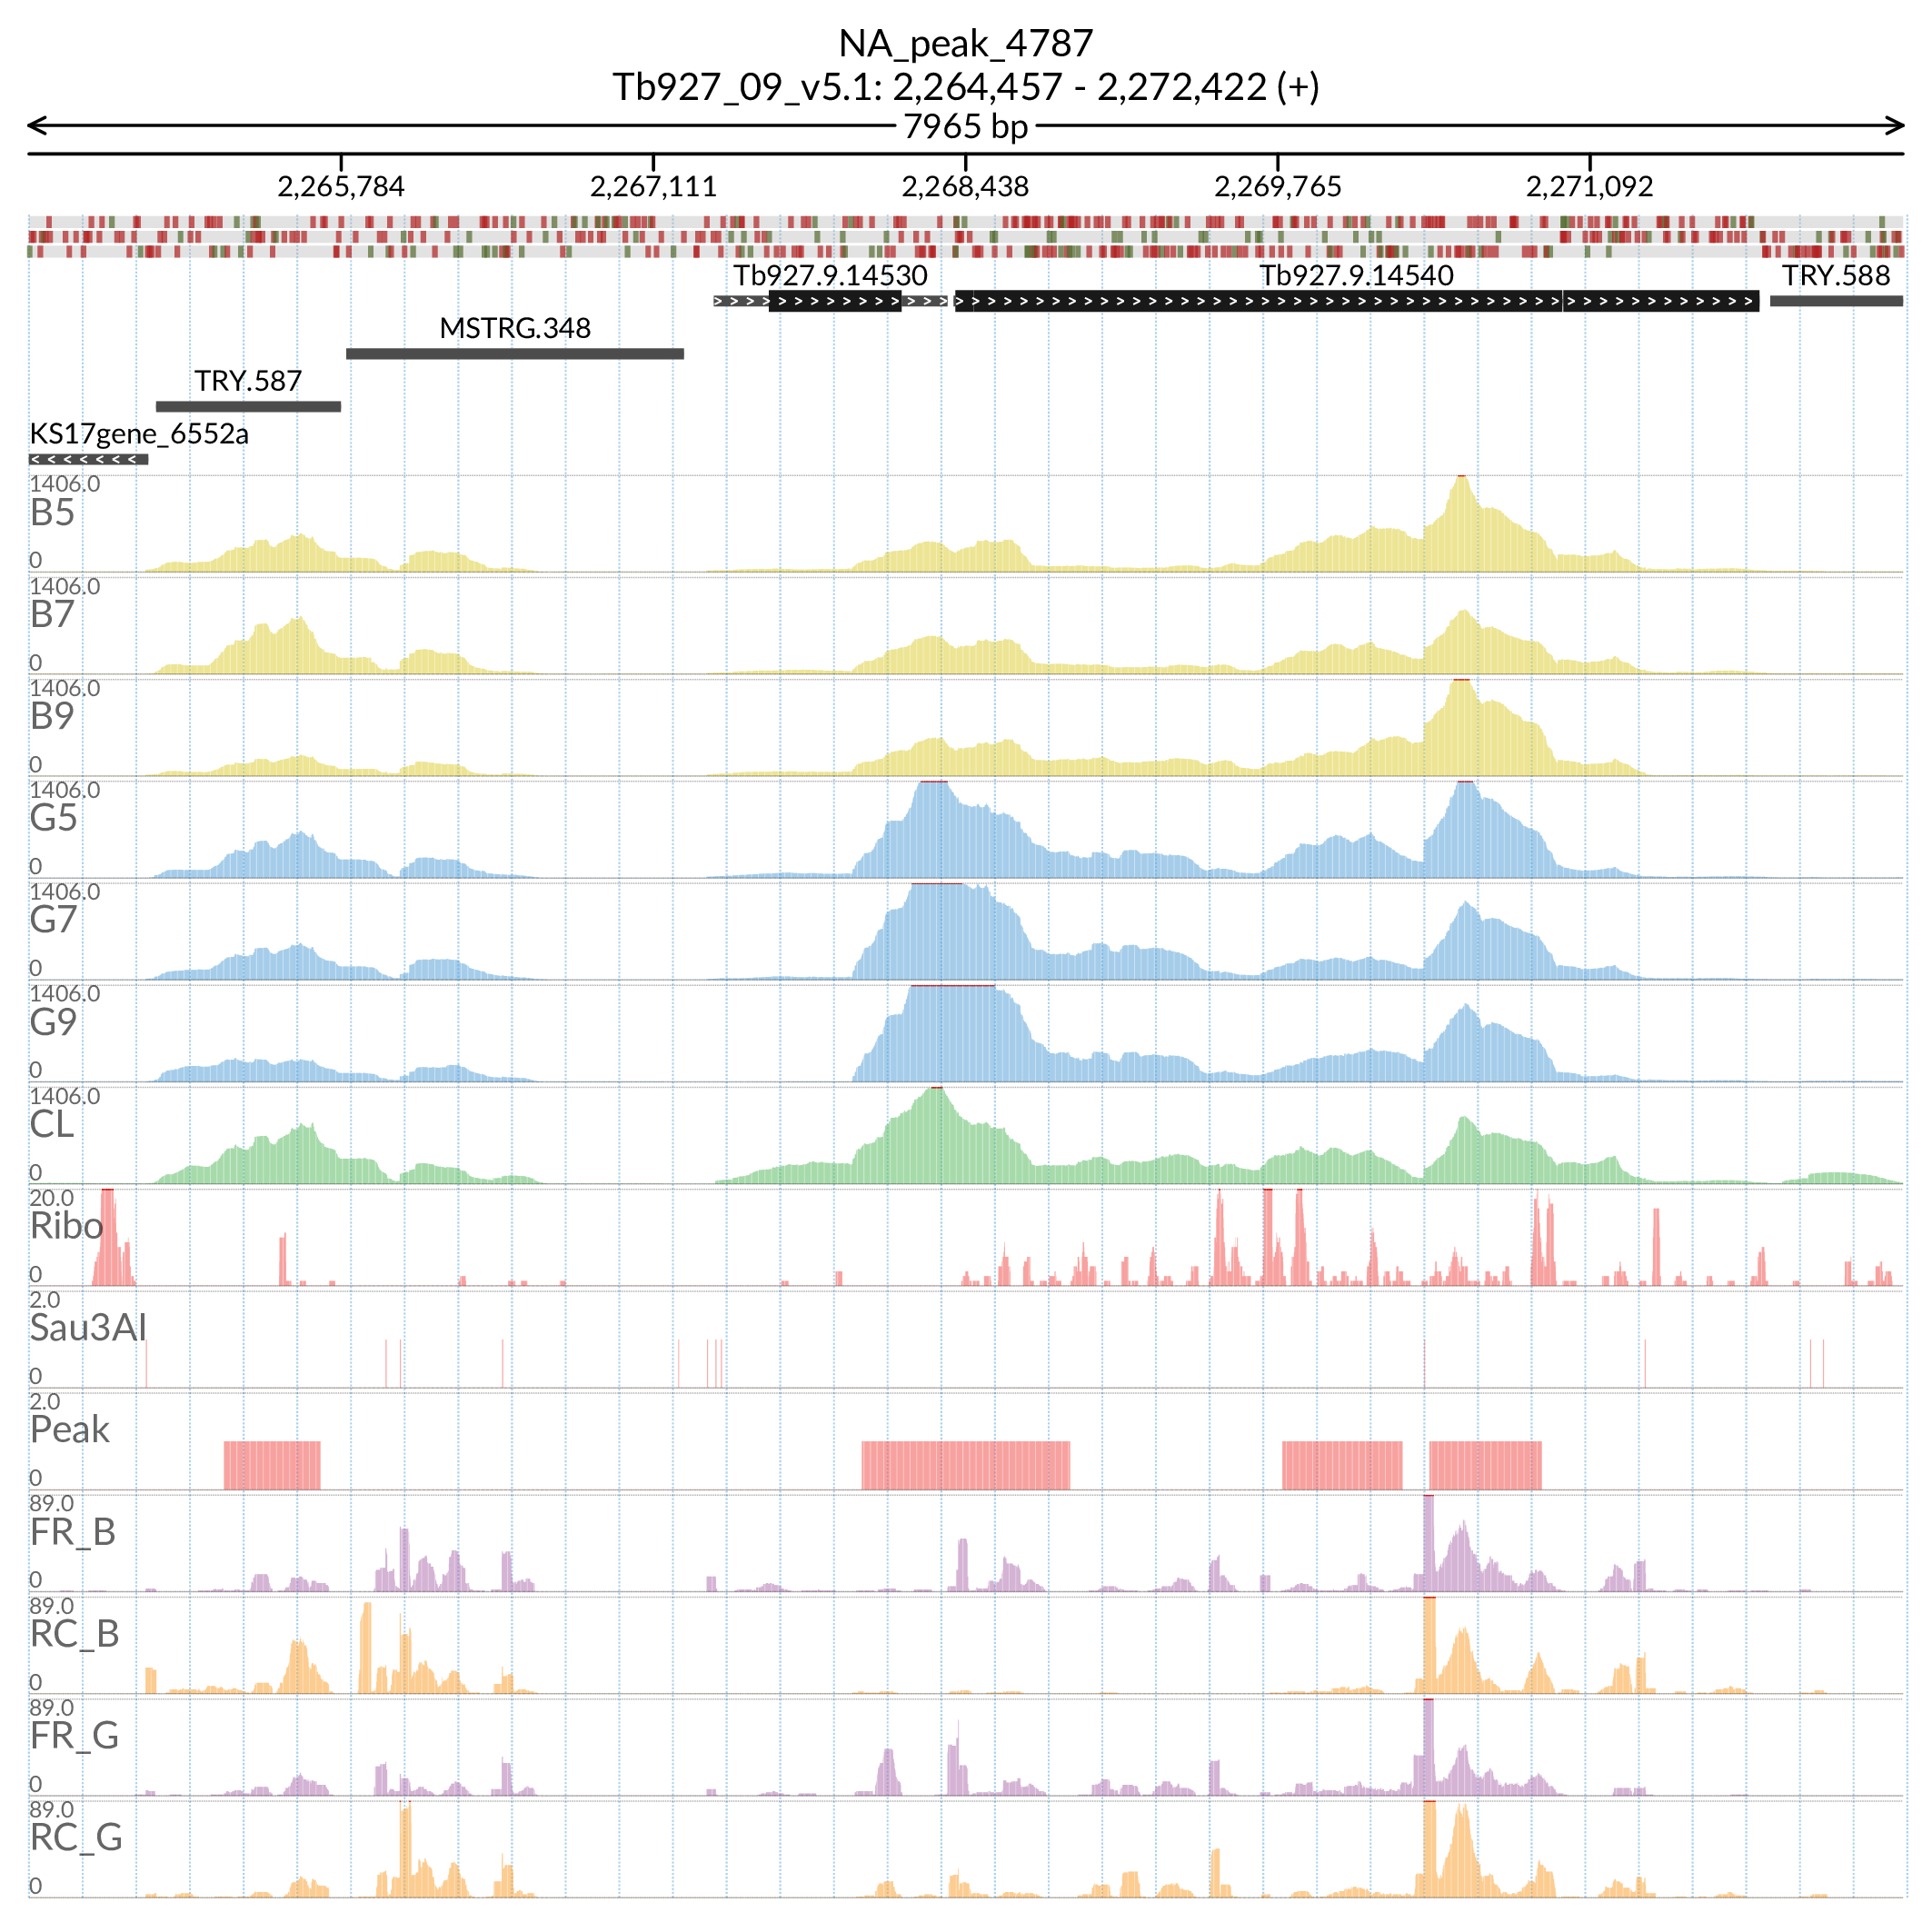 NA_peak_4787
Tb927_09_v5.1: 2,264,457 - 2,272,422 (+)
7965 bp
2,265,784 2,267,111 2,268,438 2,269,765 2,271,092
Tb927.9.14530 Tb927.9.14540 TRY.588
MSTRG.348
TRY.587
KS17gene_6552a
1406.0
B5
0
1406.0
B7
0
1406.0
B9
0
1406.0
G5
0
1406.0
G7
0
1406.0
G9
0
1406.0
CL
0
20.0
Ribo
0
2.0
Sau3AI
0
2.0
Peak
0
89.0
FR_B
0
89.0
RC_B
0
89.0
FR_G
0
89.0
RC_G
0